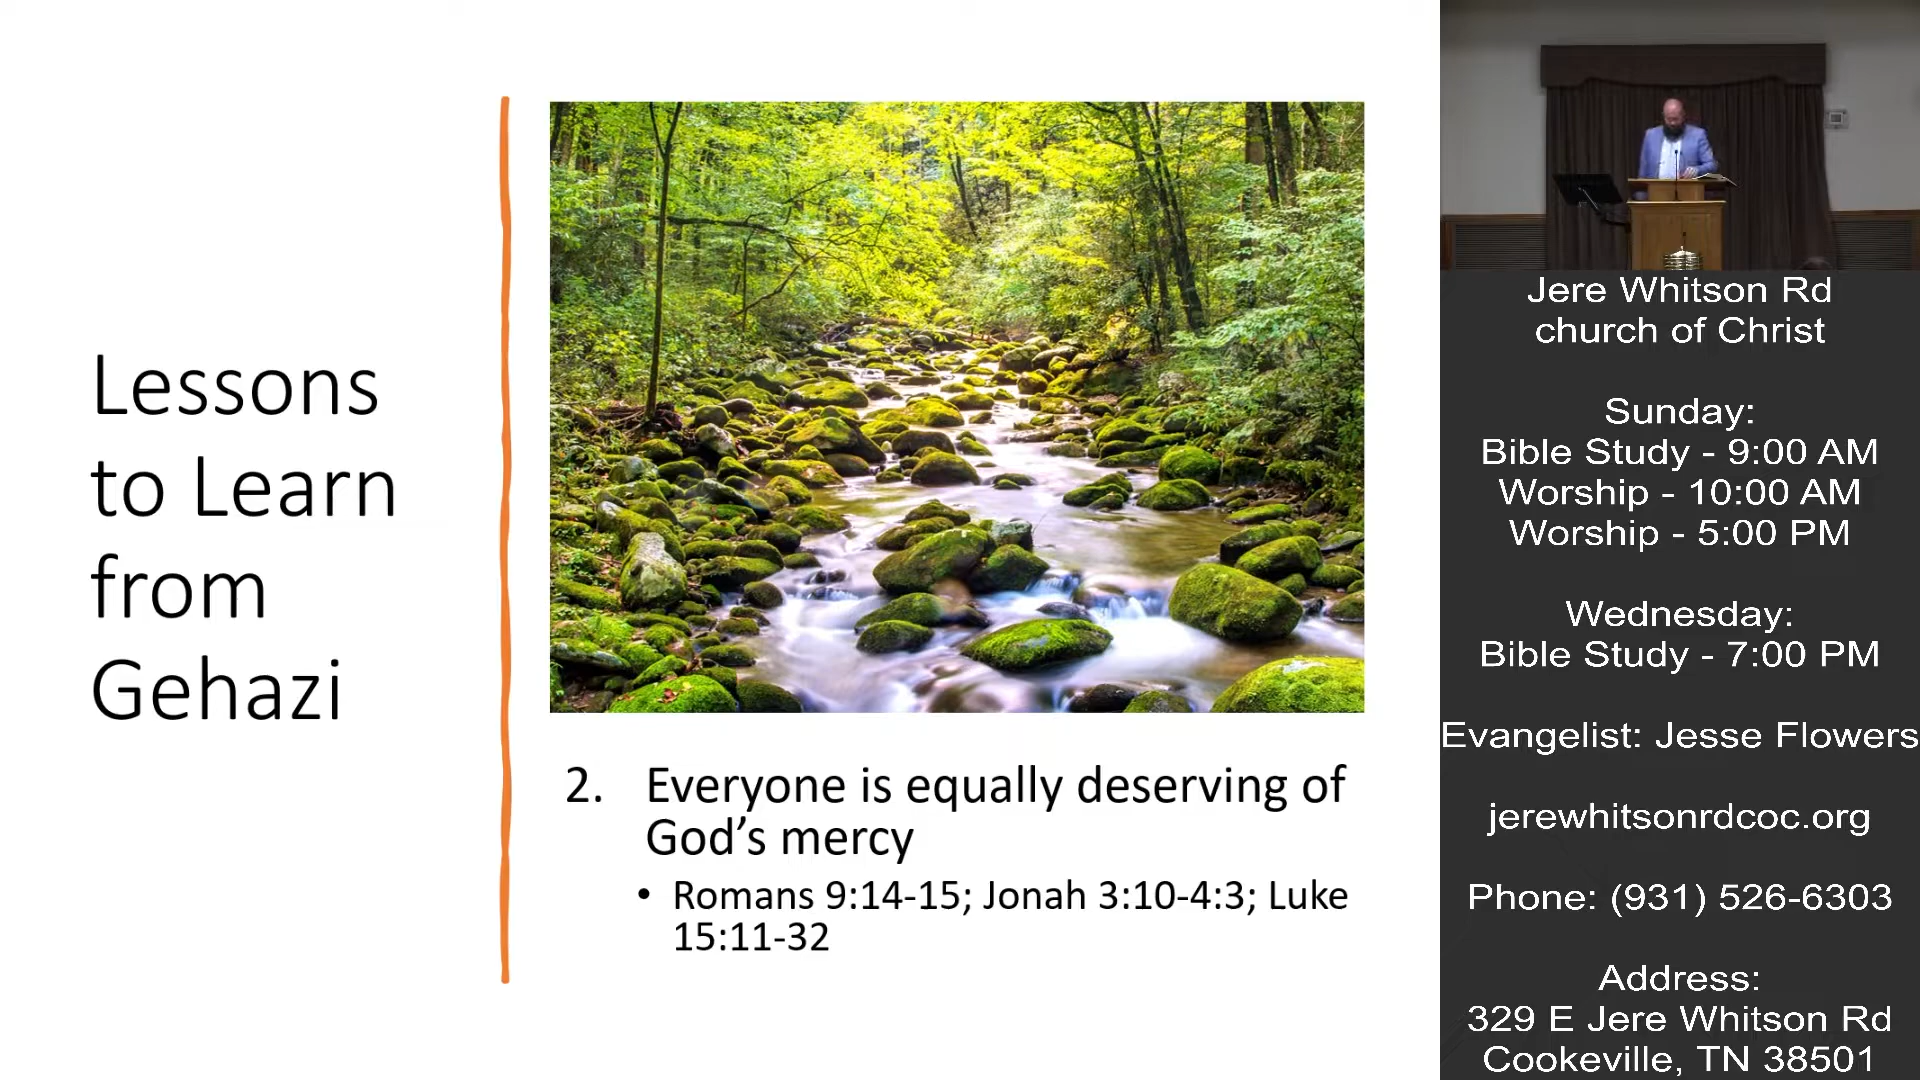 Lessons
to Learn
from
Gehazi
2. Everyone is equally deserving of
God’s mercy
• Romans 9:14-15; Jonah 3:10-4:3; Luke
15:11-32
Jere Whitson Rd
church of Christ
Sunday:
Bible Study - 9:00 AM
Worship - 10:00 AM
Worship - 5:00 PM
Wednesday:
Bible Study - 7:00 PM
Evangelist: Jesse Flowers
jerewhitsonrdcoc.org
Phone: (931) 526-6303
Address:
329 E Jere Whitson Rd
Cookeville, TN 38501